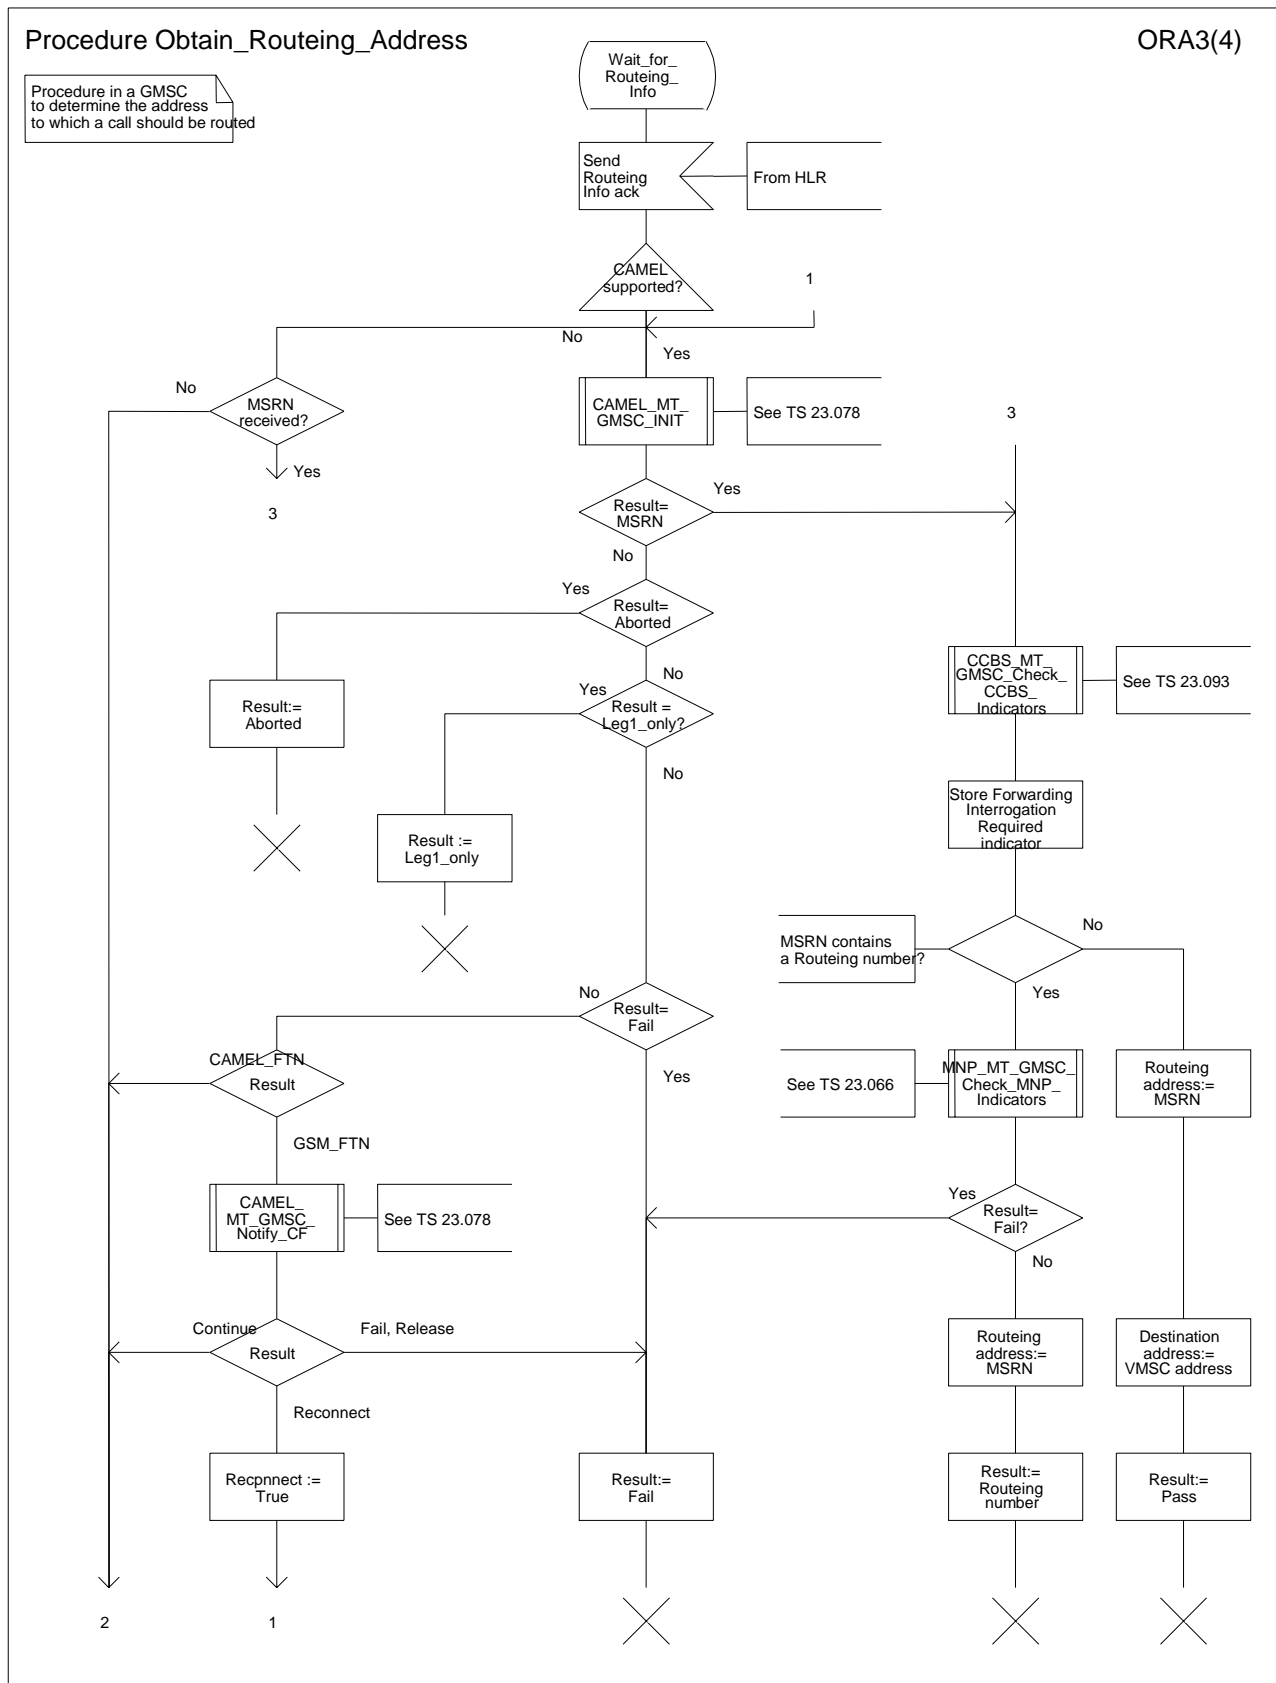 Procedure Obtain_Routeing_Address
ORA3(4)
Procedure in a GMSC
to determine the address
to which a call should be routed
Wait_for_
Routeing_
Info
Send
Routeing
Info ack
From HLR
CAMEL
supported?
1
No
Yes
No
MSRN
received?
Yes
3
CAMEL_MT_
GMSC_INIT
See TS 23.078
3
Result=
MSRN
Yes
No
Yes
Result=
Aborted
No
Result:=
Aborted
Yes
Result =
Leg1_only?
No
Result :=
Leg1_only
CCBS_MT_
GMSC_Check_
CCBS_
Indicators
See TS 23.093
Store Forwarding
Interrogation
Required
indicator
MSRN contains
a Routeing number?
No
Yes
No
Result=
Fail
Yes
CAMEL_FTN
Result
GSM_FTN
See TS 23.066
MNP_MT_GMSC_
Check_MNP_
Indicators
Routeing
address:=
MSRN
CAMEL_
MT_GMSC_
Notify_CF
See TS 23.078
Yes
Result=
Fail?
No
Continue
Result
Fail, Release
Reconnect
Routeing
address:=
MSRN
Destination
address:=
VMSC address
Recpnnect :=
True
Result:=
Fail
Result:=
Routeing
number
Result:=
Pass
2
1